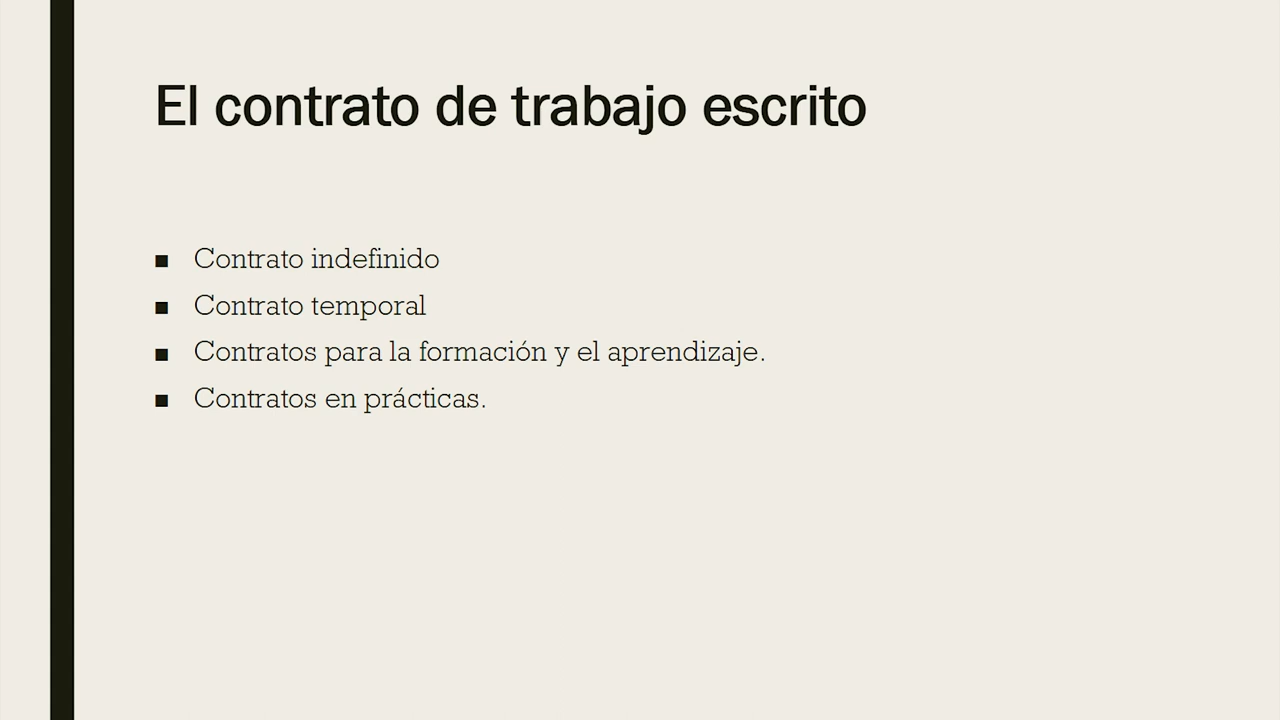 El contrato de trabajo escrito
■ Contrato indefinido
■ Contrato temporal
■ Contratos para la formación y el aprendizaje.
■ Contratos en prácticas.